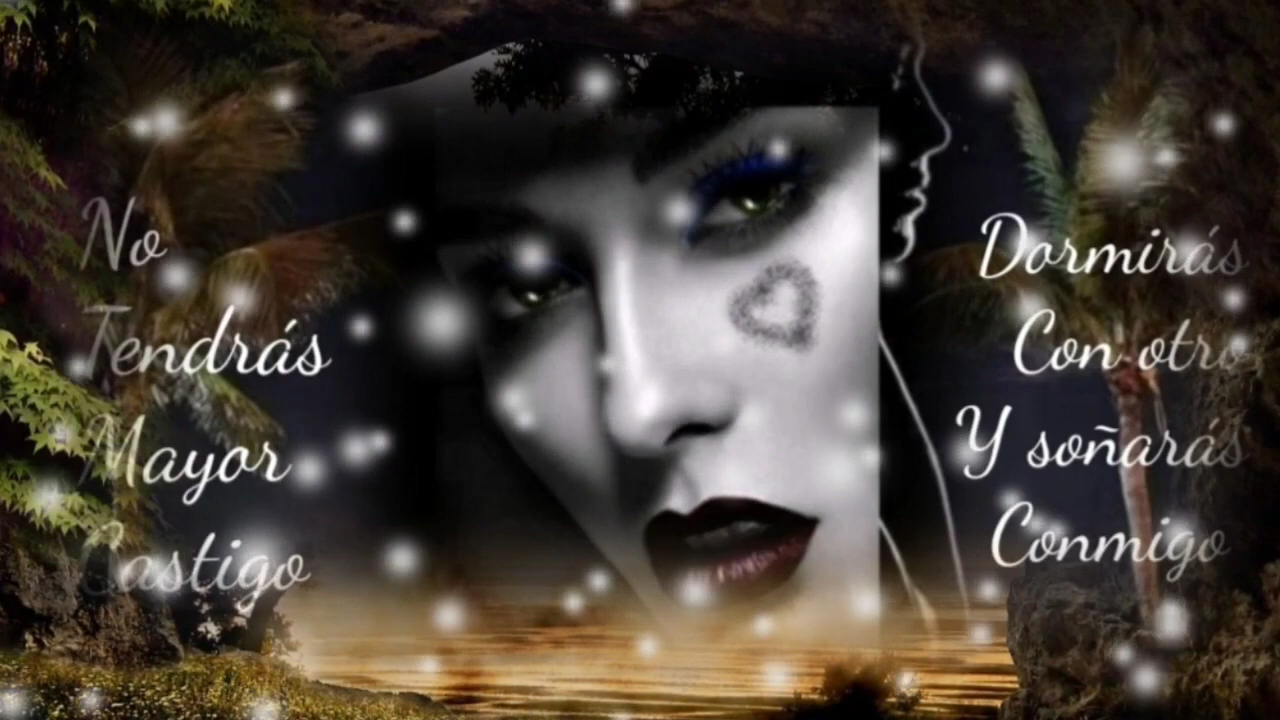 No
Tendrás
Mayor
Castigo
Dormirás
Con otro
Y soñarás
Conmigo